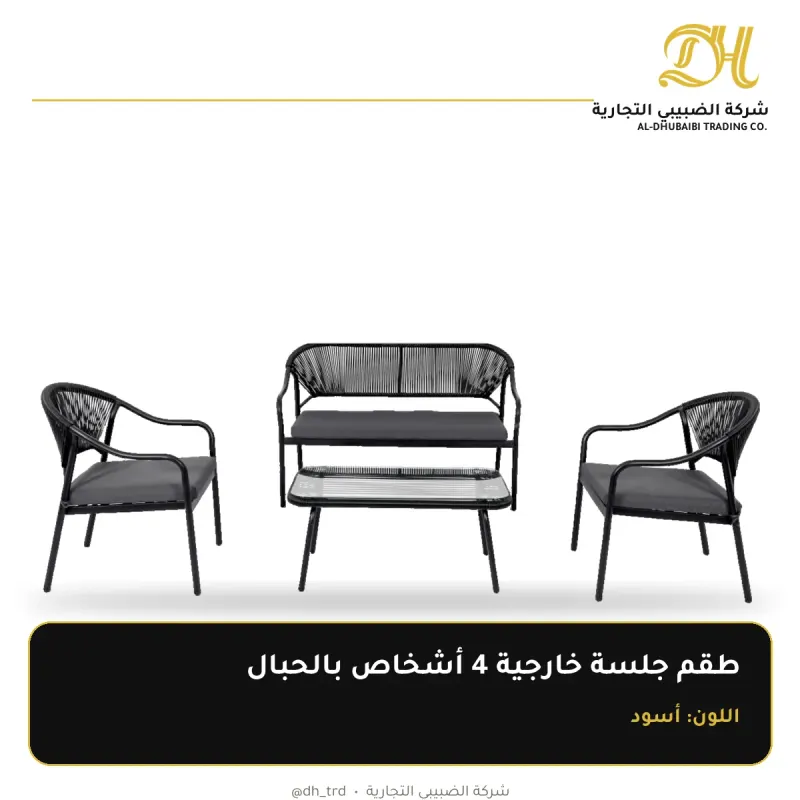 DH
شركة الضبيبي التجارية
AL-DHUBAIBI TRADING CO.
طقم جلسة خارجية 4 أشخاص بالحبال
اللون: أسود
شركة الضبيبي التجارية • @dh_trd